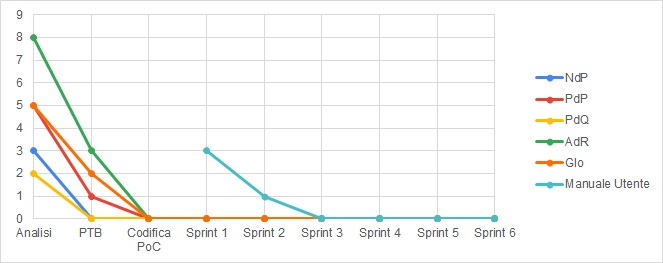 9
8
7
6
5
4
3
2
1
0
Analisi PTB Codifica PoC Sprint 1 Sprint 2 Sprint 3 Sprint 4 Sprint 5 Sprint 6
NdP
PdP
PdQ
AdR
Glo
Manuale Utente